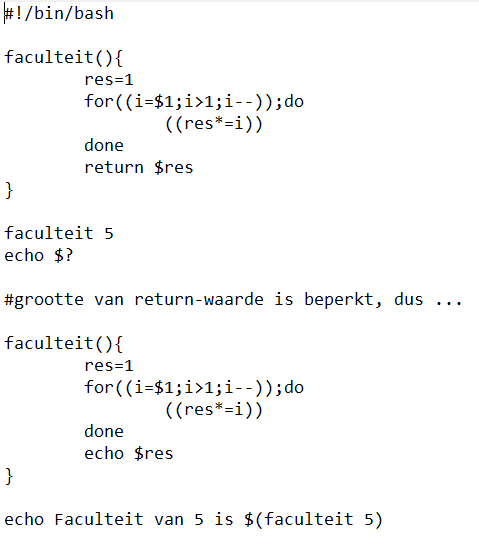 #!/bin/bash

faculteit(){
        res=1
        for((i=$1;i>1;i--));do
                ((res*=i))
        done
        return $res
}

faculteit 5
echo $?

#grootte van return-waarde is beperkt, dus ...

faculteit(){
        res=1
        for((i=$1;i>1;i--));do
                ((res*=i))
        done
        echo $res
}

echo Faculteit van 5 is $(faculteit 5)